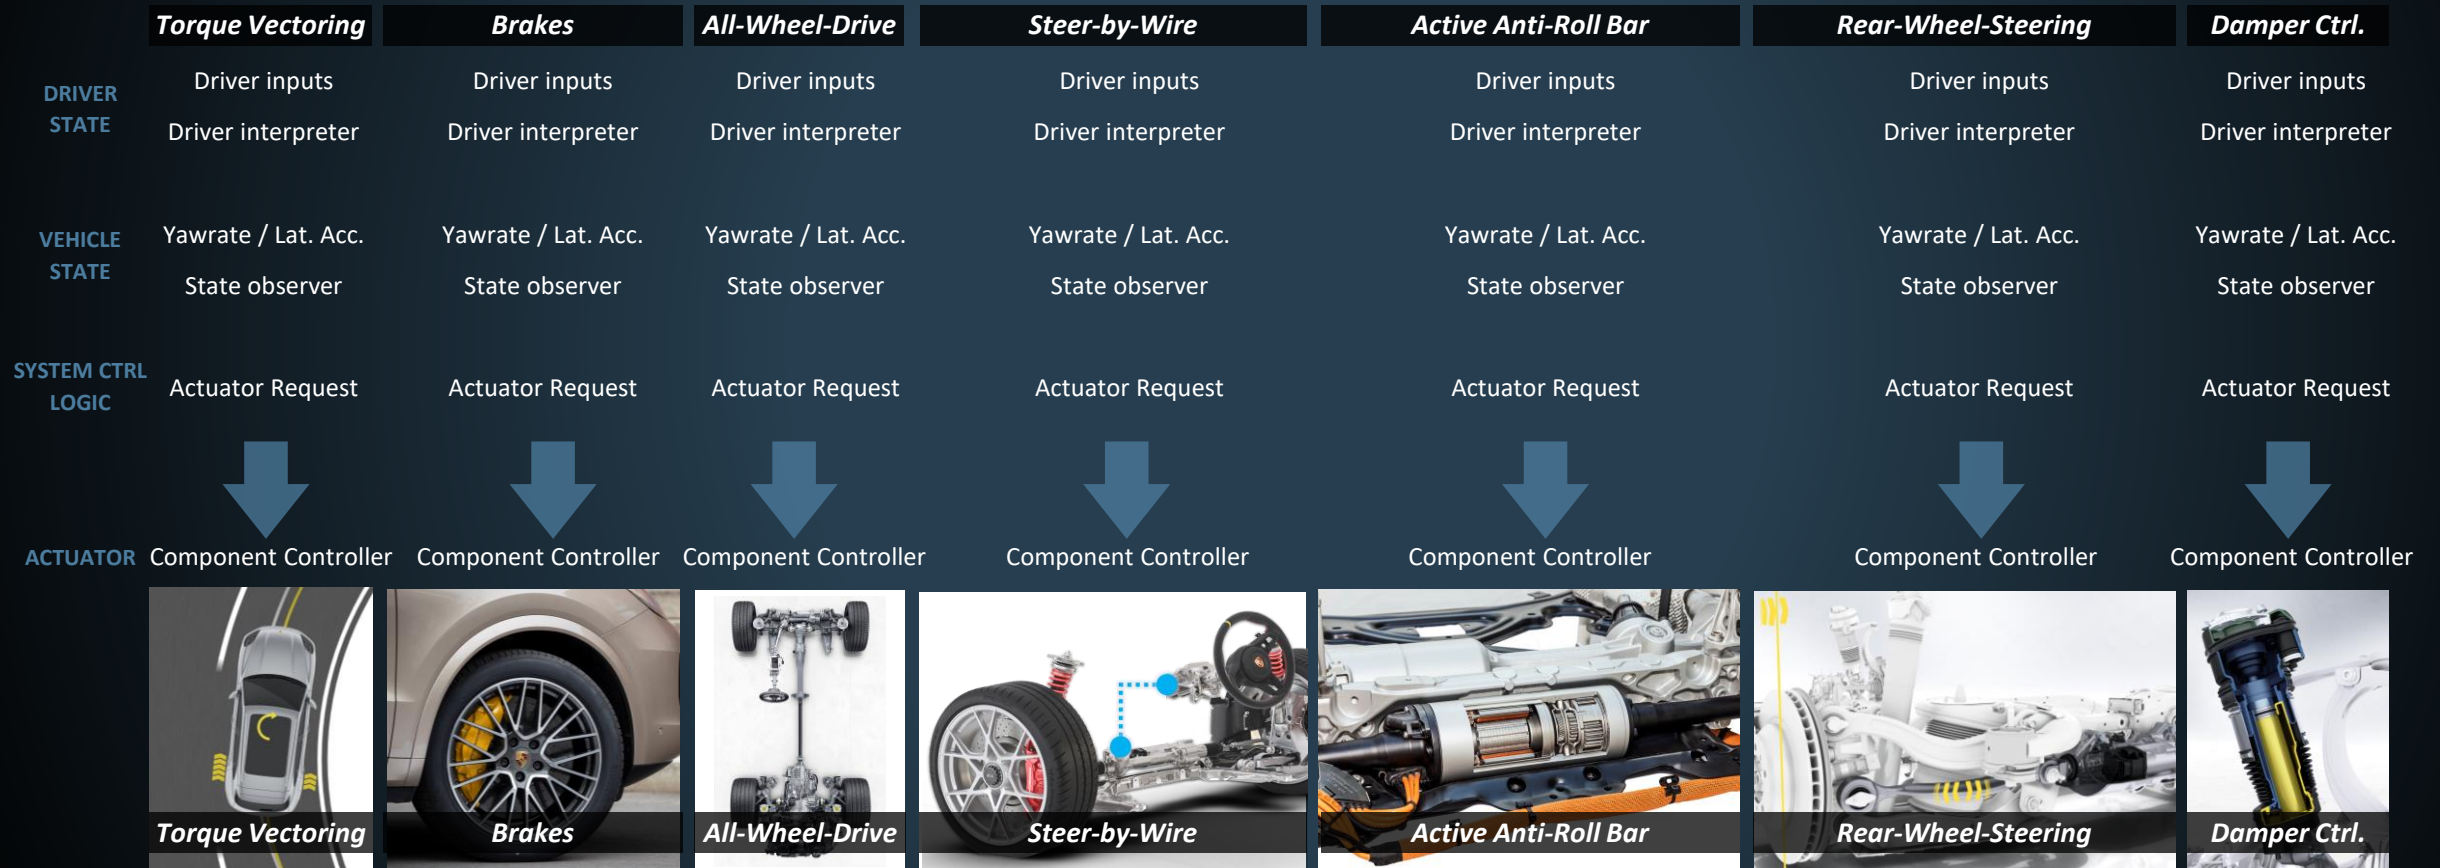 Torque Vectoring Brakes All-Wheel-Drive Steer-by-Wire Active Anti-Roll Bar Rear-Wheel-Steering Damper Ctrl.
DRIVER
STATE
Driver inputs Driver inputs Driver inputs Driver inputs Driver inputs Driver inputs Driver inputs
Driver interpreter Driver interpreter Driver interpreter Driver interpreter Driver interpreter Driver interpreter Driver interpreter
VEHICLE
STATE
Yawrate / Lat. Acc. Yawrate / Lat. Acc. Yawrate / Lat. Acc. Yawrate / Lat. Acc. Yawrate / Lat. Acc. Yawrate / Lat. Acc. Yawrate / Lat. Acc.
State observer State observer State observer State observer State observer State observer State observer
SYSTEM CTRL
LOGIC
Actuator Request Actuator Request Actuator Request Actuator Request Actuator Request Actuator Request Actuator Request
ACTUATOR Component Controller Component Controller Component Controller Component Controller Component Controller Component Controller Component Controller
Torque Vectoring Brakes All-Wheel-Drive Steer-by-Wire Active Anti-Roll Bar Rear-Wheel-Steering Damper Ctrl.